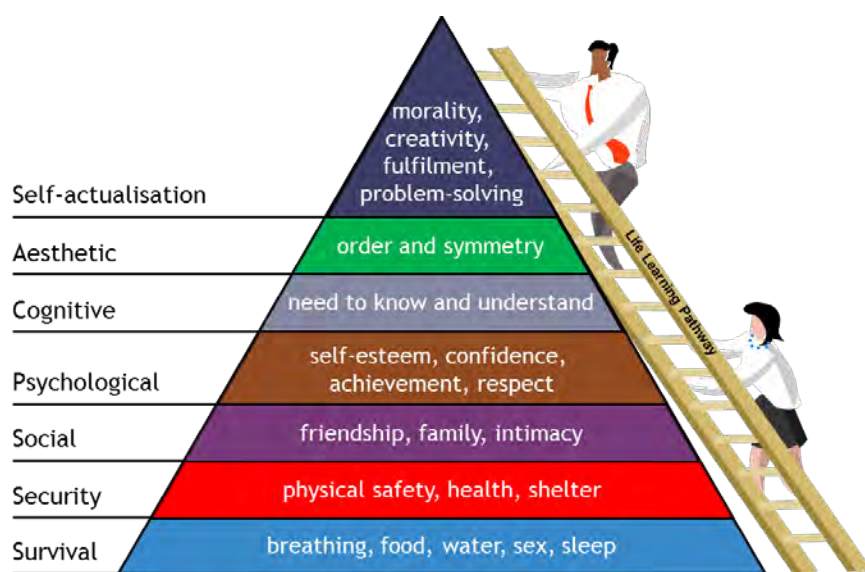 morality,
creativity,
fulfilment,
problem-solving
Self-actualisation
order and symmetry
Aesthetic
need to know and understand
Cognitive
self-esteem, confidence,
achievement, respect
Psychological
friendship, family, intimacy
Social
physical safety, health, shelter
Security
breathing, food, water, sex, sleep
Survival
Life Learning Pathway